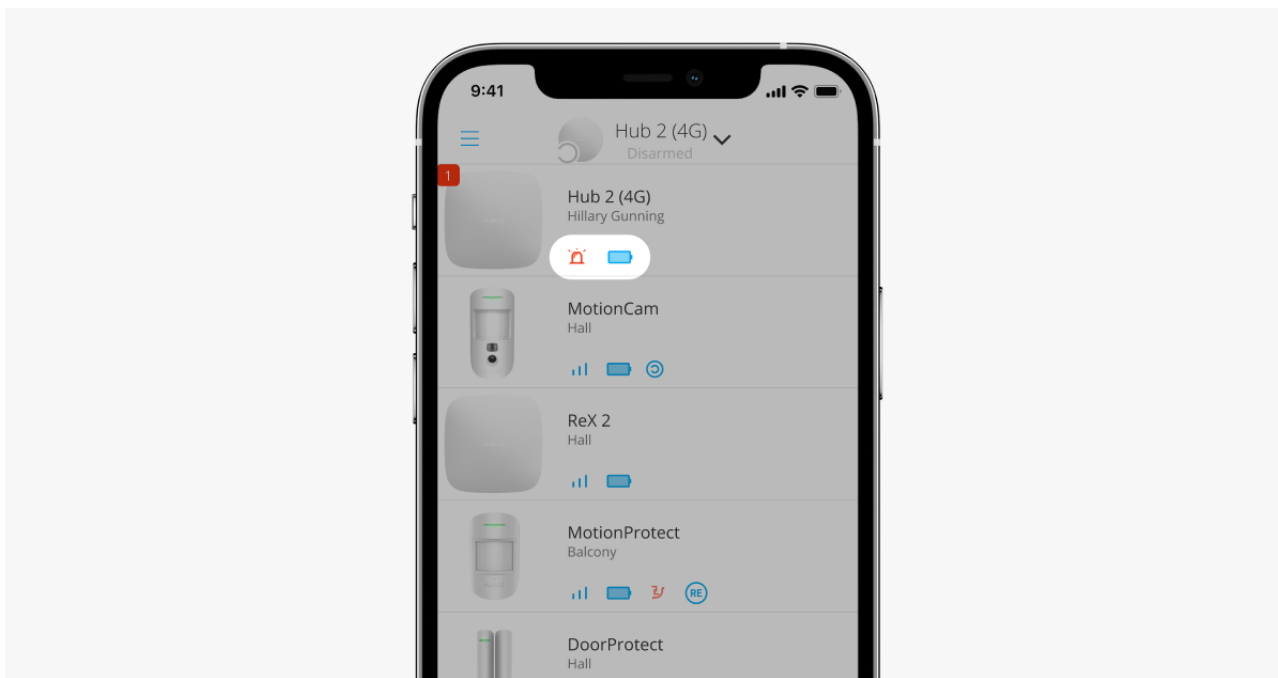 9:41
Hub 2 (4G)
Disarmed
1
Hub 2 (4G)
Hillary Gunning
MotionCam
Hall
ReX 2
Hall
MotionProtect
Balcony
RE
DoorProtect
Hall